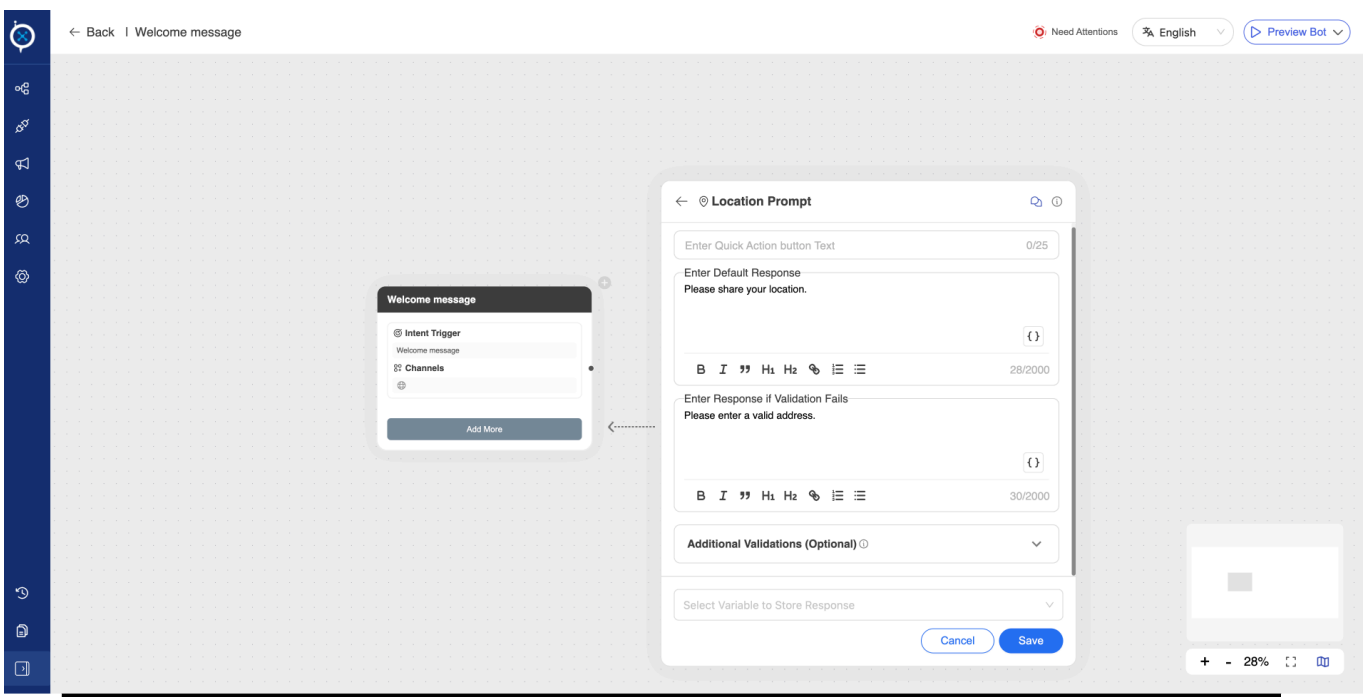 ← Back | Welcome message
Need Attentions
English
Preview Bot
Location Prompt
Enter Quick Action button Text 0/25
Enter Default Response
Please share your location.
{}
B I ❞ H1 H2
28/2000
Enter Response if Validation Fails
Please enter a valid address.
{}
B I ❞ H1 H2
30/2000
Additional Validations (Optional)
Select Variable to Store Response
Cancel Save
Welcome message
Intent Trigger
Welcome message
Channels
Add More
+ - 28%